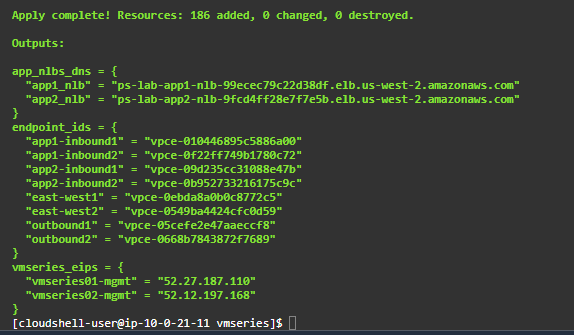 Apply complete! Resources: 186 added, 0 changed, 0 destroyed.
Outputs:
app_nlbs_dns = {
"app1_nlb" = "ps-lab-app1-nlb-99ecec79c22d38df.elb.us-west-2.amazonaws.com"
"app2_nlb" = "ps-lab-app2-nlb-9fcd4ff28e7f7e5b.elb.us-west-2.amazonaws.com"
}
endpoint_ids = {
"app1-inbound1" = "vpce-010446895c5886a00"
"app1-inbound2" = "vpce-0f22ff749b1780c72"
"app2-inbound1" = "vpce-09d235cc31088e47b"
"app2-inbound2" = "vpce-0b952733216175c9c"
"east-west1" = "vpce-0ebda8a0b0c8772c5"
"east-west2" = "vpce-0549ba4424cfc0d59"
"outbound1" = "vpce-05cefe2e47aaeccf8"
"outbound2" = "vpce-0668b7843872f7689"
}
vmseries_eips = {
"vmseries01-mgmt" = "52.27.187.110"
"vmseries02-mgmt" = "52.12.197.168"
}
[cloudshell-user@ip-10-0-21-11 vmseries]$